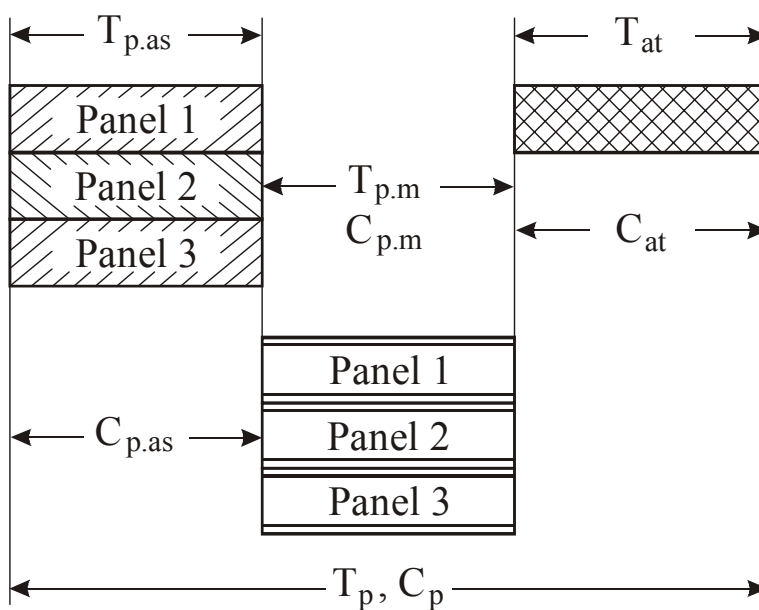 T_p.as
T_at
Panel 1
Panel 2
Panel 3
T_p.m
C_p.m
C_at
Panel 1
Panel 2
Panel 3
C_p.as
T_p, C_p